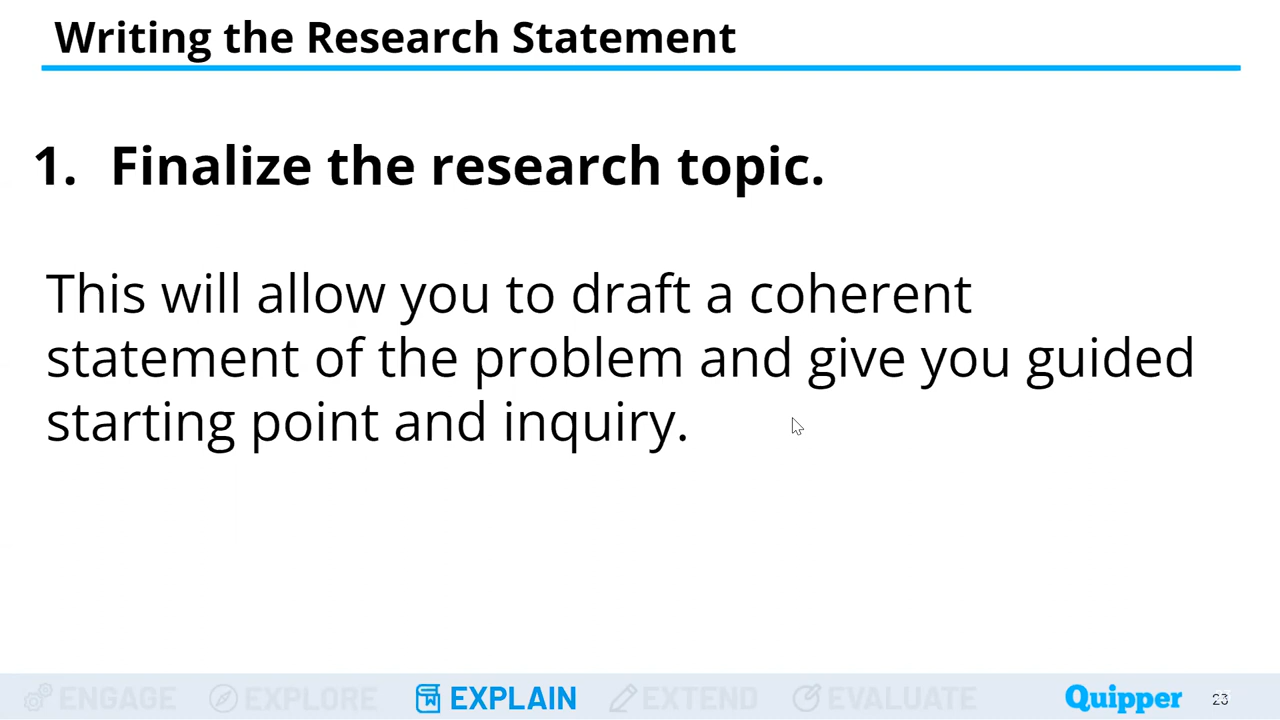 Writing the Research Statement
1. Finalize the research topic.
This will allow you to draft a coherent
statement of the problem and give you guided
starting point and inquiry.
ENGAGE EXPLORE EXPLAIN EXTEND EVALUATE Quipper 23